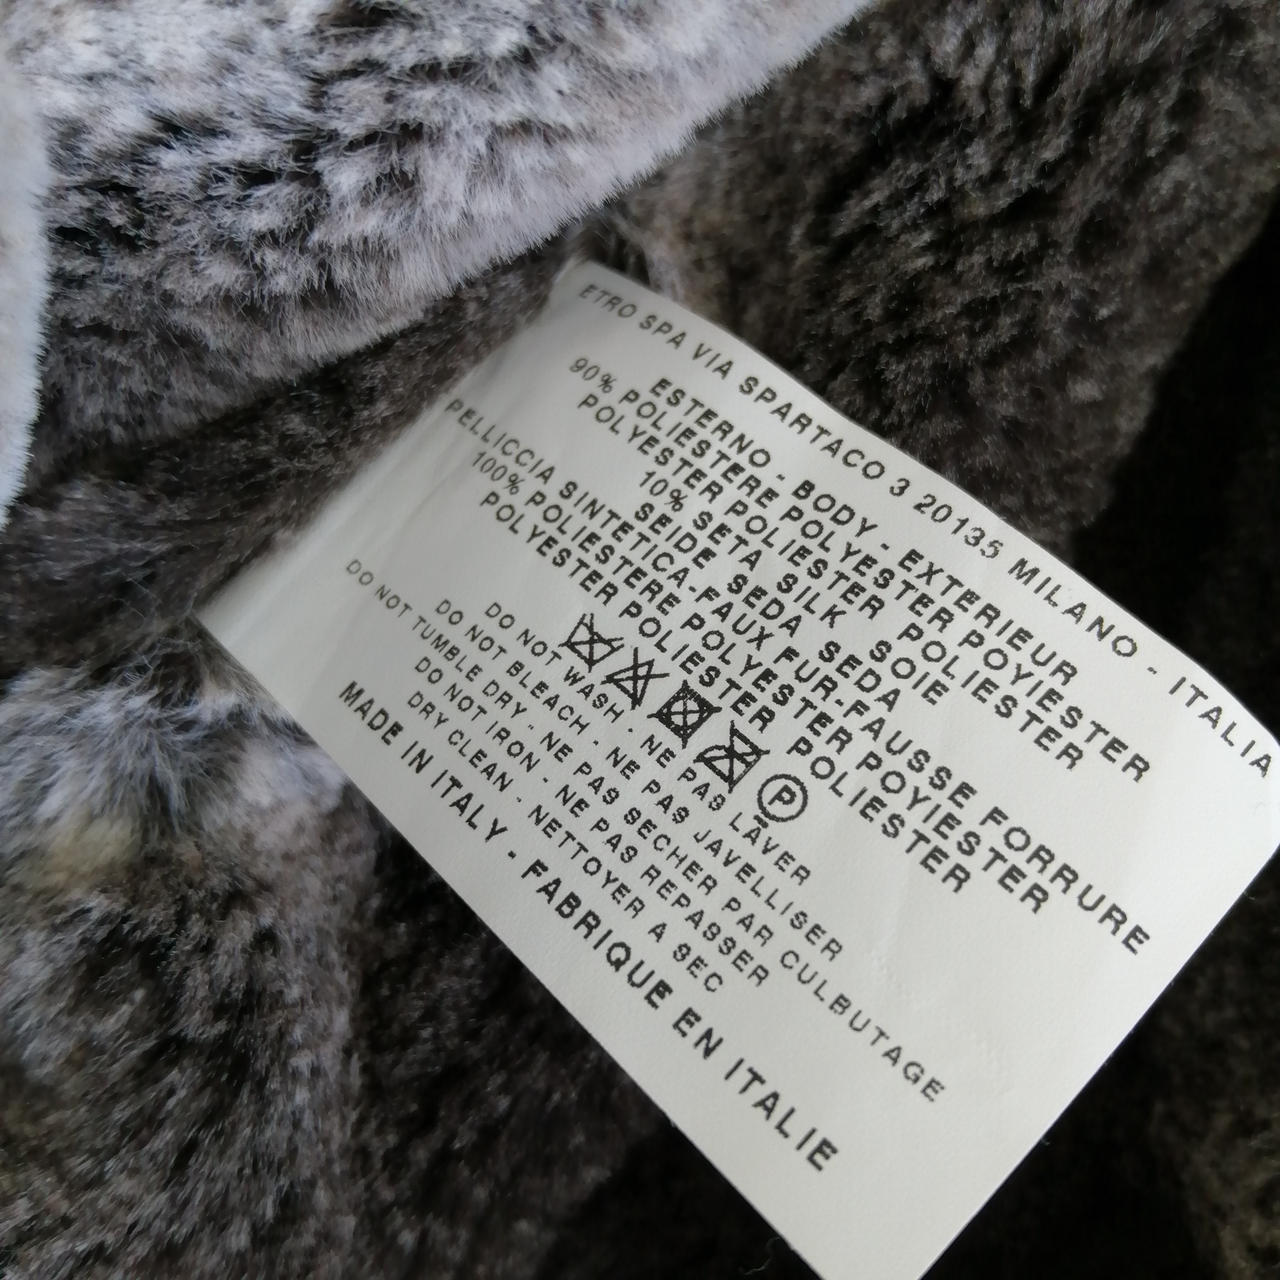 ETRO SPA VIA SPARTACO 3 20135 MILANO - ITALIA
ESTERNO - BODY - EXTERIEUR
90% POLIESTERE POLYESTER POYIESTER
POLYESTER POLIESTER POLIESTER
10% SETA SILK SOIE
SEIDE SEDA SEDA
PELLICCIA SINTETICA-FAUX FUR-FAUSSE FORRURE
100% POLIESTERE POLYESTER POYIESTER
POLYESTER POLIESTER POLIESTER
P
DO NOT WASH - NE PAS LAVER
DO NOT BLEACH - NE PAS JAVELLISER
DO NOT TUMBLE DRY - NE PAS SECHER PAR CULBUTAGE
DO NOT IRON - NE PAS REPASSER
DRY CLEAN - NETTOYER A SEC
MADE IN ITALY - FABRIQUE EN ITALIE